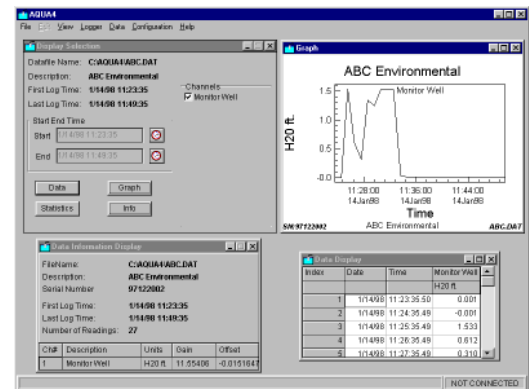 AQUA4
File Edit View Logger Data Configuration Help
Display Selection
Datafile Name: C:\AQUA4\ABC.DAT
Description: ABC Environmental
First Log Time: 1/14/98 11:23:35
Last Log Time: 1/14/98 11:49:35
Channels
Monitor Well
Start End Time
Start 1/14/98 11:23:35
End 1/14/98 11:49:35
Data Graph
Statistics Info
Graph
ABC Environmental
Monitor Well
H20 ft.
1.5
1.0
0.5
-0.0
11:28:00 11:36:00 11:44:00
14Jan98 14Jan98 14Jan98
Time
S/N:97122002 ABC Environmental ABC.DAT
Data Information Display
FileName: C:\AQUA4\ABC.DAT
Description: ABC Environmental
Serial Number 97122002
First Log Time: 1/14/98 11:23:35
Last Log Time: 1/14/98 11:49:35
Number of Readings: 27
Ch# Description Units Gain Offset
1 Monitor Well H20 ft. 11.55406 -0.0151647
Data Display
Index Date Time Monitor Well
H20 ft.
1 1/14/98 11:23:35.50 0.001
2 1/14/98 11:24:35.49 -0.001
3 1/14/98 11:25:35.49 1.533
4 1/14/98 11:26:35.49 0.612
5 1/14/98 11:27:35.49 0.310
NOT CONNECTED